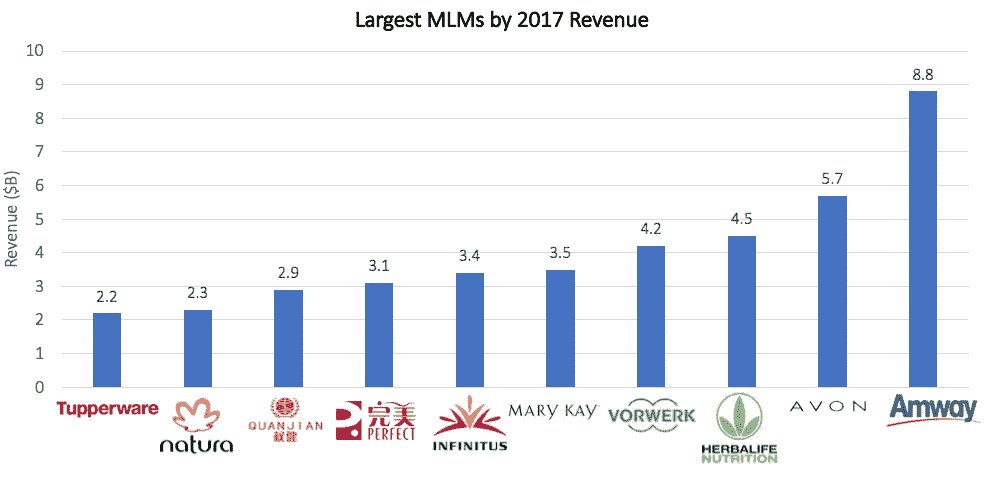 Largest MLMs by 2017 Revenue
Revenue ($B)
10
9
8
7
6
5
4
3
2
1
0
2.2
2.3
2.9
3.1
3.4
3.5
4.2
4.5
5.7
8.8
Tupperware
natura
QUANJIAN
完美
PERFECT
INFINITUS
MARY KAY
VORWERK
HERBALIFE
NUTRITION
AVON
Amway